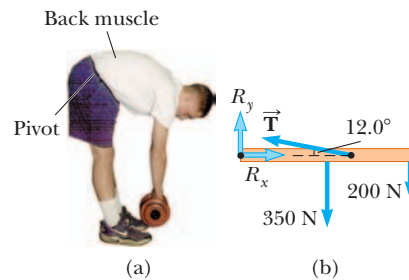 Back muscle
Pivot
(a)
R_y
T⃗
12.0°
R_x
200 N
350 N
(b)